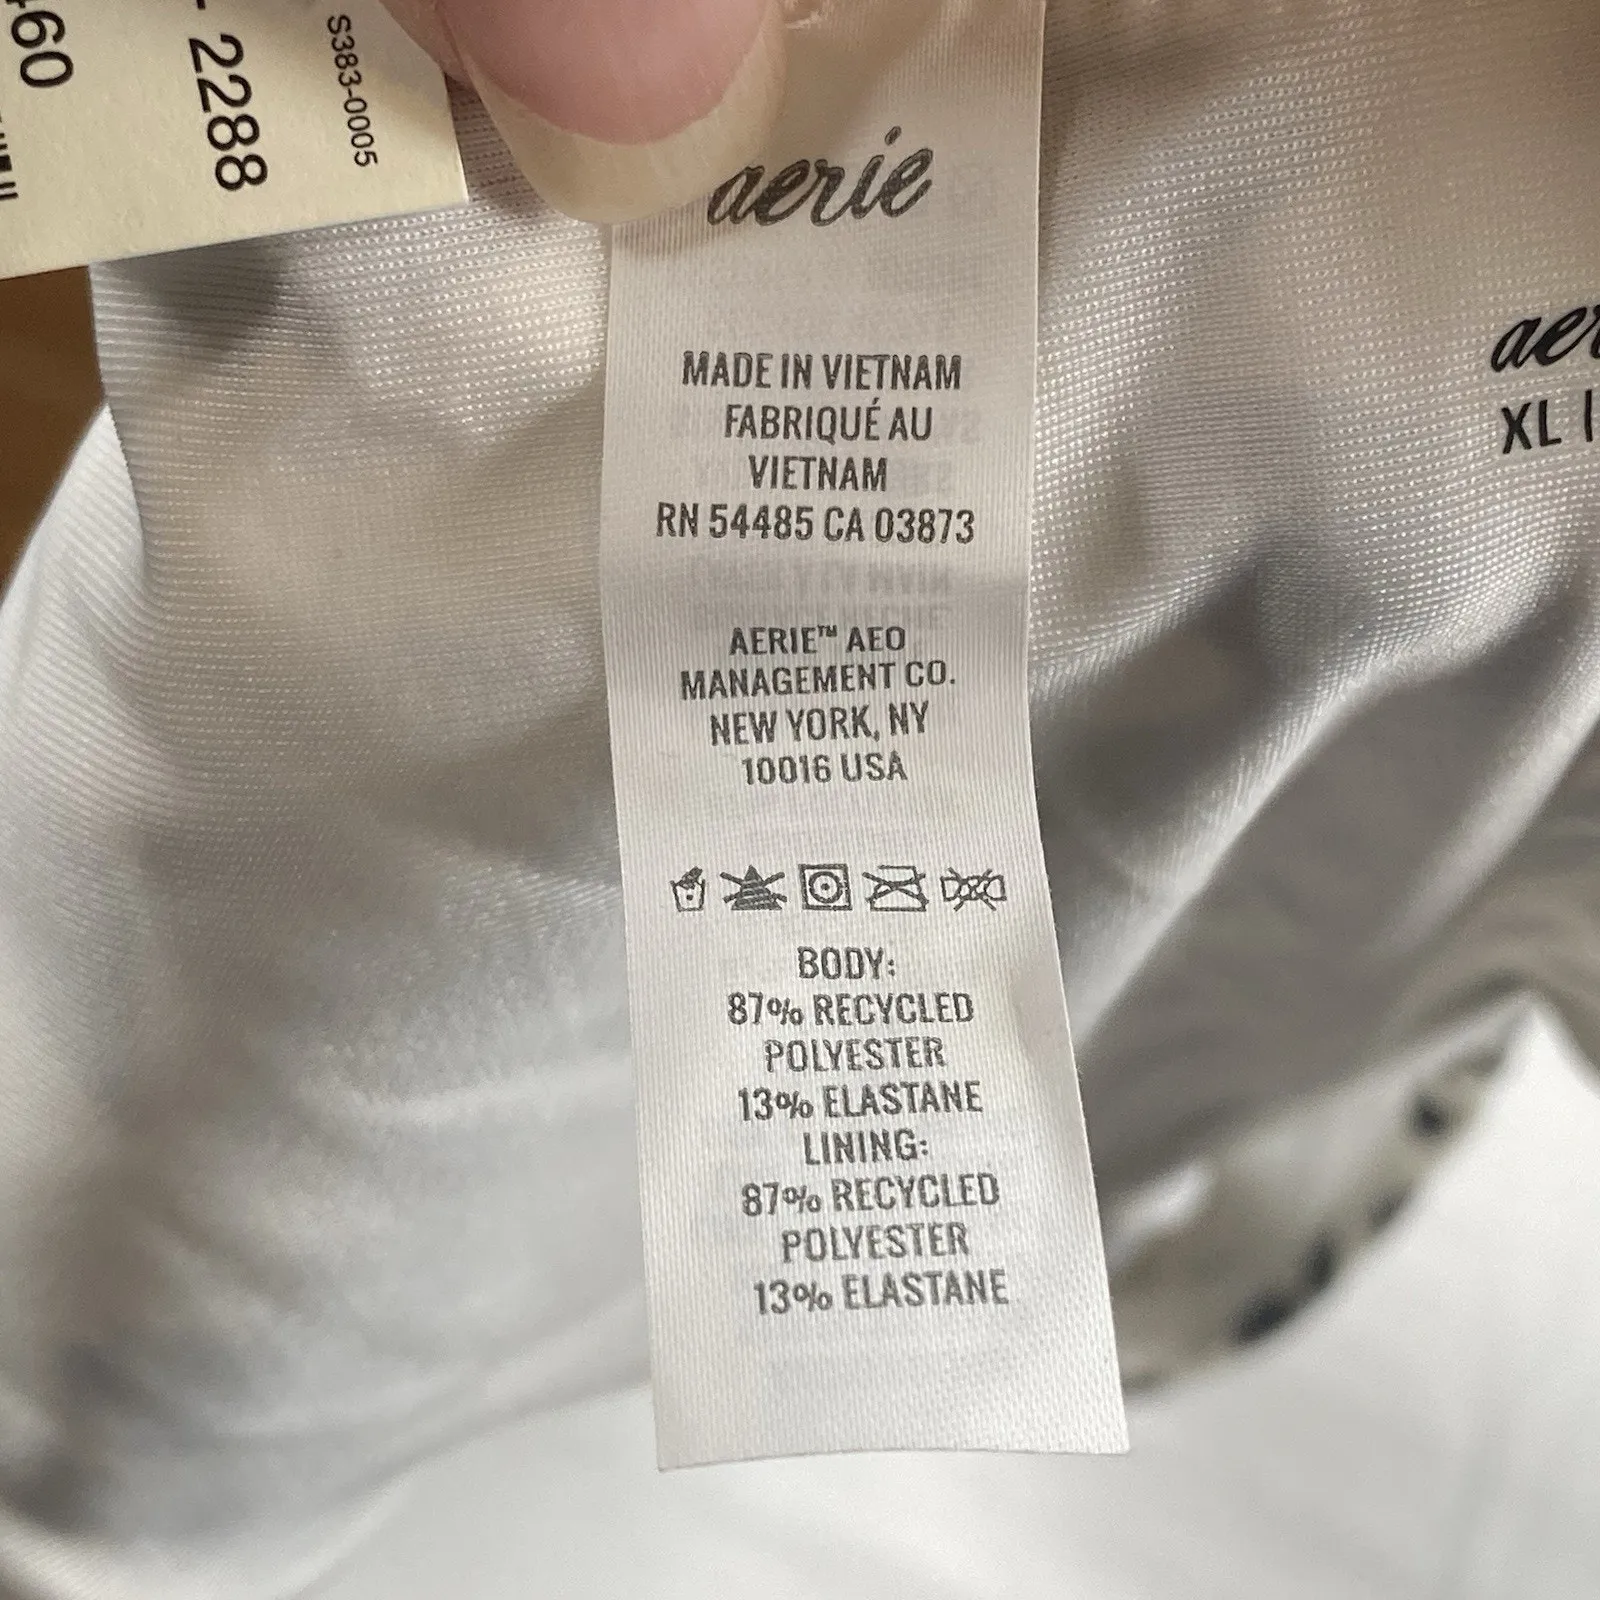 460
- 2288
S383-0005
aerie
MADE IN VIETNAM
FABRIQUÉ AU
VIETNAM
RN 54485 CA 03873
AERIE™ AEO
MANAGEMENT CO.
NEW YORK, NY
10016 USA
BODY:
87% RECYCLED
POLYESTER
13% ELASTANE
LINING:
87% RECYCLED
POLYESTER
13% ELASTANE
XL |